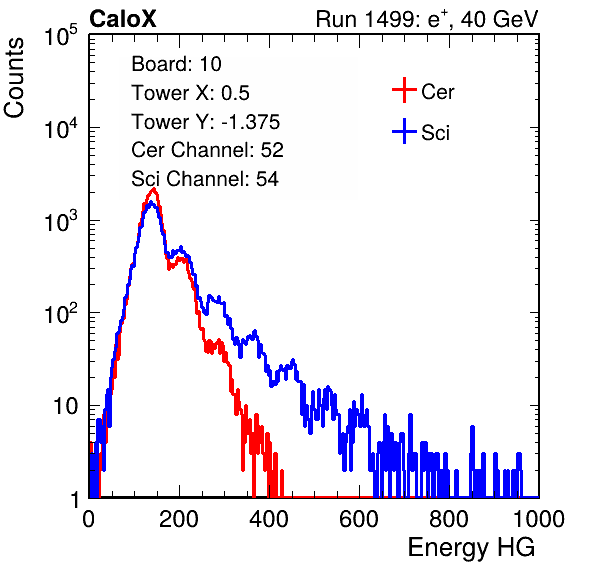 CaloX Run 1499: e⁺, 40 GeV
Counts
10⁵
10⁴
10³
10²
10
1
Board: 10
Tower X: 0.5
Tower Y: -1.375
Cer Channel: 52
Sci Channel: 54
Cer
Sci
0 200 400 600 800 1000
Energy HG